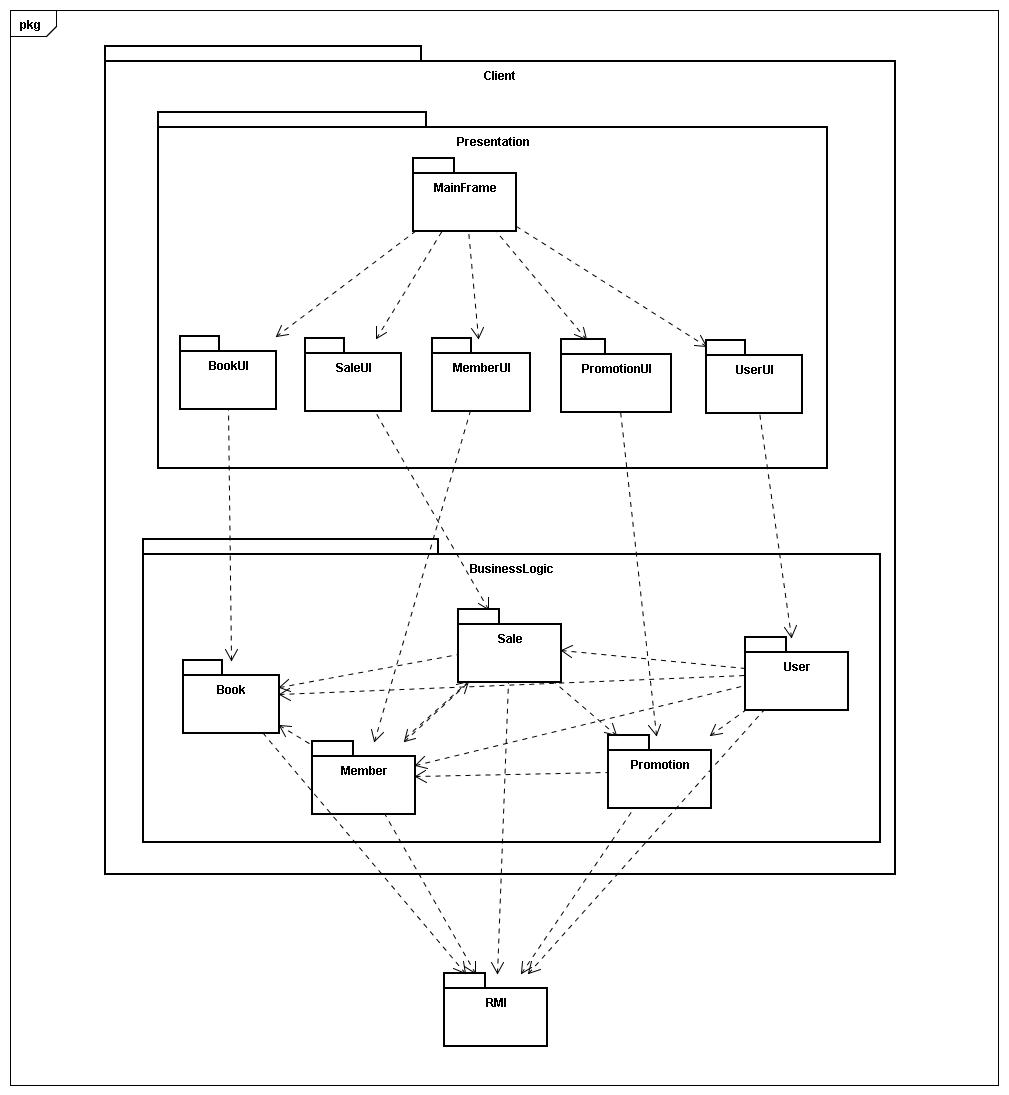 pkg
Client
Presentation
MainFrame
BookUI
SaleUI
MemberUI
PromotionUI
UserUI
BusinessLogic
Sale
User
Book
Member
Promotion
RMI